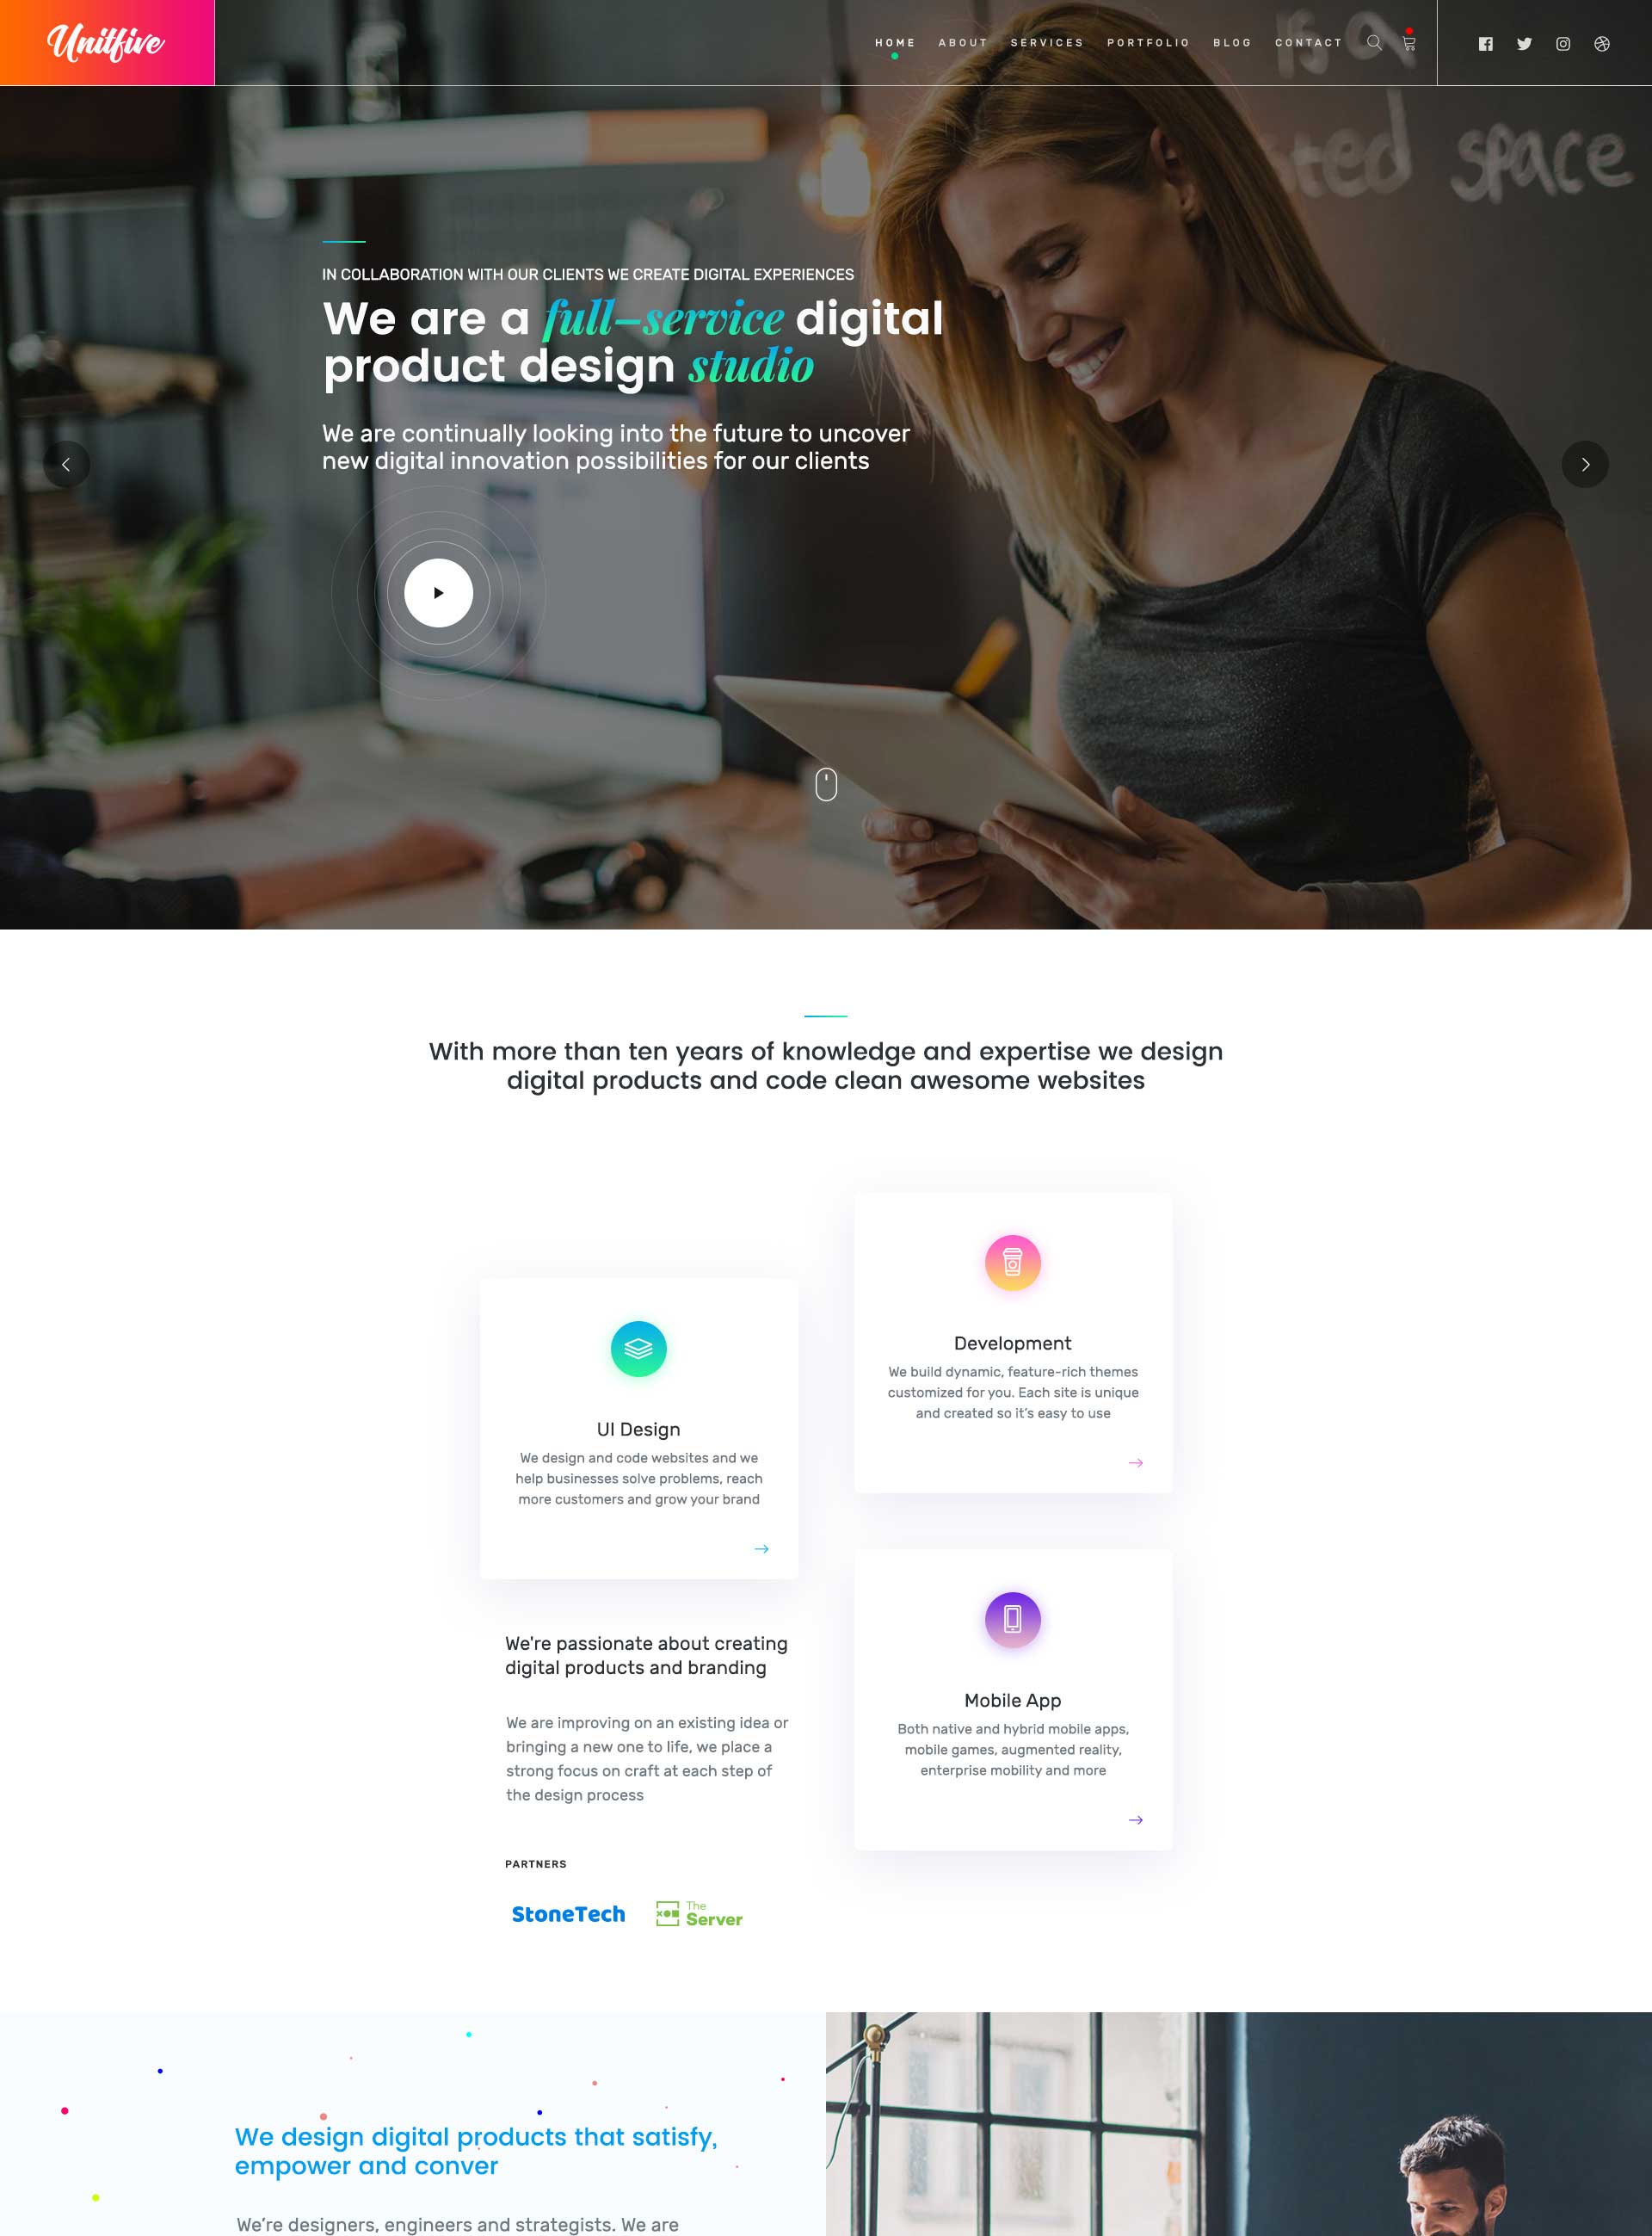 Unitfive
HOME ABOUT SERVICES PORTFOLIO BLOG CONTACT
is a
space
IN COLLABORATION WITH OUR CLIENTS WE CREATE DIGITAL EXPERIENCES
We are a full–service digital
product design studio
We are continually looking into the future to uncover
new digital innovation possibilities for our clients
With more than ten years of knowledge and expertise we design
digital products and code clean awesome websites
UI Design
We design and code websites and we
help businesses solve problems, reach
more customers and grow your brand
Development
We build dynamic, feature-rich themes
customized for you. Each site is unique
and created so it's easy to use
We're passionate about creating
digital products and branding
We are improving on an existing idea or
bringing a new one to life, we place a
strong focus on craft at each step of
the design process
Mobile App
Both native and hybrid mobile apps,
mobile games, augmented reality,
enterprise mobility and more
PARTNERS
StoneTech
The
Server
We design digital products that satisfy,
empower and conver
We're designers, engineers and strategists. We are